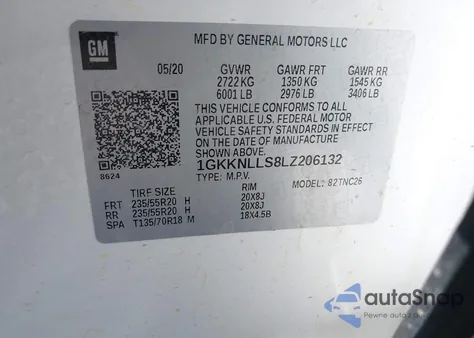 GM
MFD BY GENERAL MOTORS LLC
05/20 GVWR GAWR FRT GAWR RR
2722 KG 1350 KG 1545 KG
6001 LB 2976 LB 3406 LB
THIS VEHICLE CONFORMS TO ALL
APPLICABLE U.S. FEDERAL MOTOR
VEHICLE SAFETY STANDARDS IN
EFFECT ON THE DATE OF MANUFACTURE
SHOWN ABOVE.
1GKKNLLS8LZ206132
8624 TYPE: M.P.V. MODEL: 82TNC26
TIRE SIZE RIM
FRT 235/55R20 H 20X8J
RR 235/55R20 H 20X8J
SPA T135/70R18 M 18X4.5B
autaSnap